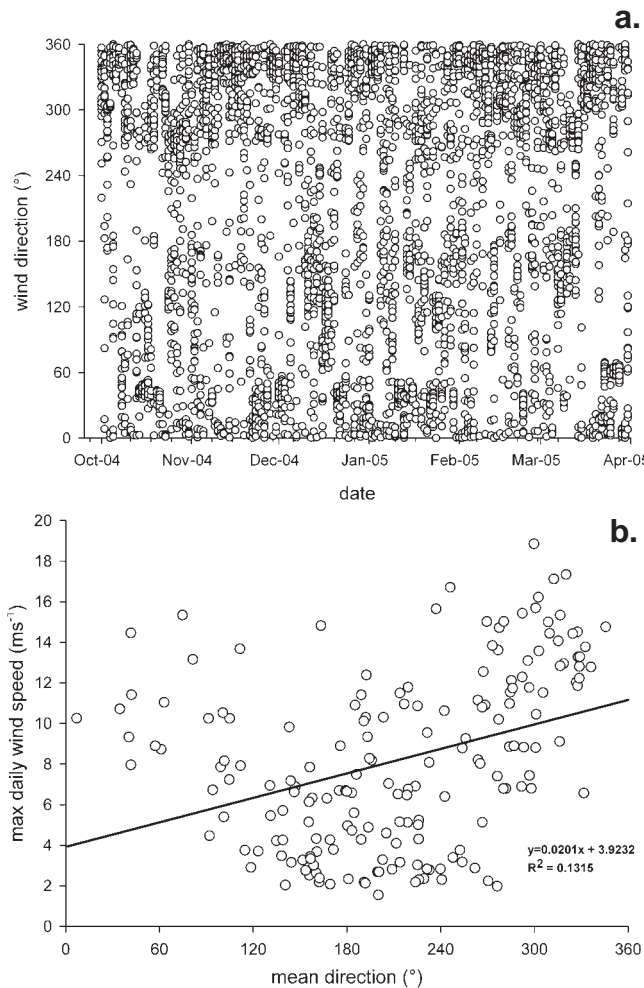 a.
360
300
240
180
120
60
0
wind direction (°)
Oct-04 Nov-04 Dec-04 Jan-05 Feb-05 Mar-05 Apr-05
date
b.
20
18
16
14
12
10
8
6
4
2
0
max daily wind speed (ms⁻¹)
y=0.0201x + 3.9232
R² = 0.1315
0 60 120 180 240 300 360
mean direction (°)